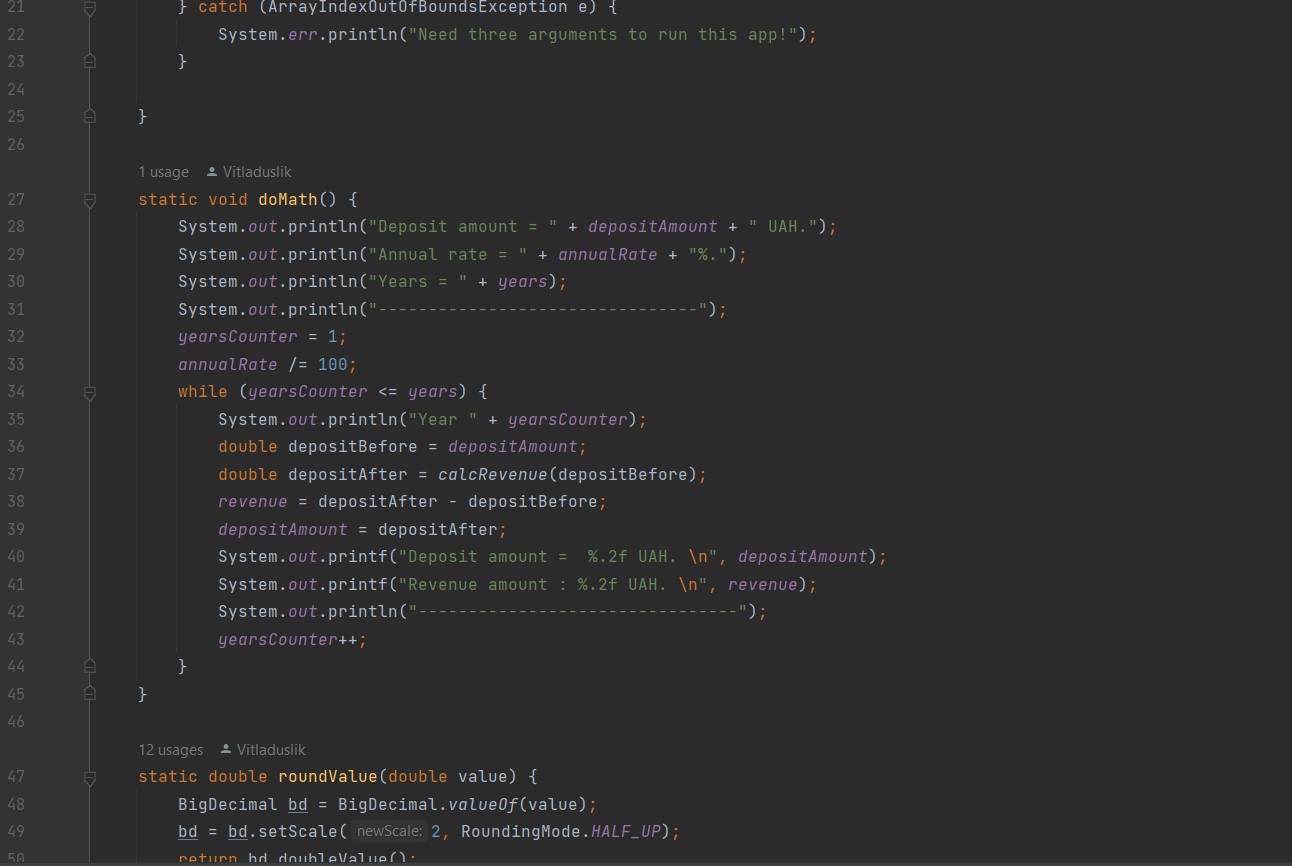 21 } catch (ArrayIndexOutOfBoundsException e) {
22 System.err.println("Need three arguments to run this app!");
23 }
24
25 }
26
1 usage Vitladuslik
27 static void doMath() {
28 System.out.println("Deposit amount = " + depositAmount + " UAH.");
29 System.out.println("Annual rate = " + annualRate + "%.");
30 System.out.println("Years = " + years);
31 System.out.println("--------------------------------");
32 yearsCounter = 1;
33 annualRate /= 100;
34 while (yearsCounter <= years) {
35 System.out.println("Year " + yearsCounter);
36 double depositBefore = depositAmount;
37 double depositAfter = calcRevenue(depositBefore);
38 revenue = depositAfter - depositBefore;
39 depositAmount = depositAfter;
40 System.out.printf("Deposit amount =  %.2f UAH. \n", depositAmount);
41 System.out.printf("Revenue amount : %.2f UAH. \n", revenue);
42 System.out.println("--------------------------------");
43 yearsCounter++;
44 }
45 }
46
12 usages Vitladuslik
47 static double roundValue(double value) {
48 BigDecimal bd = BigDecimal.valueOf(value);
49 bd = bd.setScale( newScale: 2, RoundingMode.HALF_UP);
50 return bd.doubleValue();